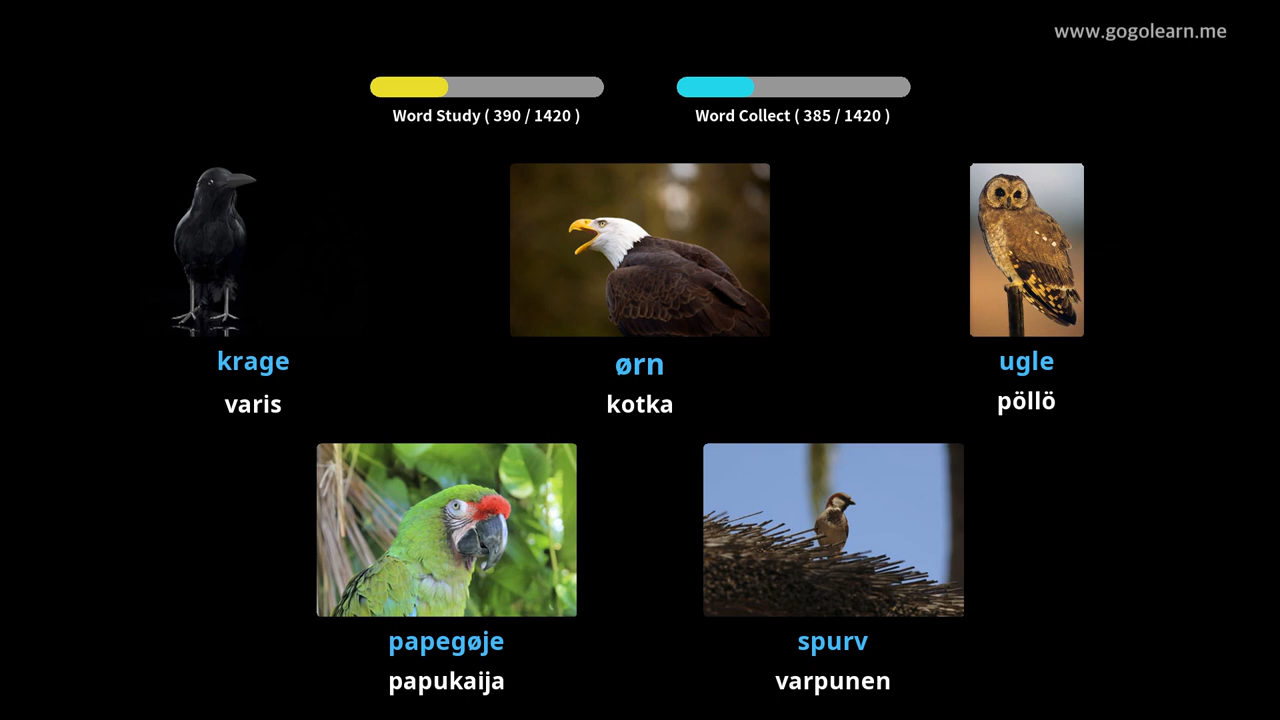 www.gogolearn.me
Word Study ( 390 / 1420 )
Word Collect ( 385 / 1420 )
krage
varis
ørn
kotka
ugle
pöllö
papegøje
papukaija
spurv
varpunen